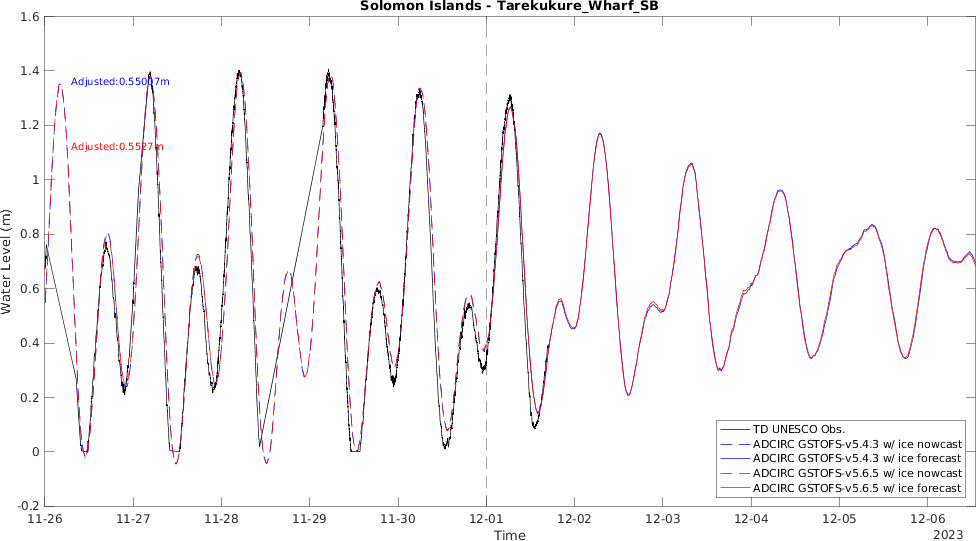 Solomon Islands - Tarekukure_Wharf_SB
1.6
1.4
1.2
1
0.8
0.6
0.4
0.2
0
-0.2
Water Level (m)
Adjusted:0.55007m
Adjusted:0.5527m
TD UNESCO Obs.
ADCIRC GSTOFS-v5.4.3 w/ ice nowcast
ADCIRC GSTOFS-v5.4.3 w/ ice forecast
ADCIRC GSTOFS-v5.6.5 w/ ice nowcast
ADCIRC GSTOFS-v5.6.5 w/ ice forecast
11-26 11-27 11-28 11-29 11-30 12-01 12-02 12-03 12-04 12-05 12-06
Time
2023